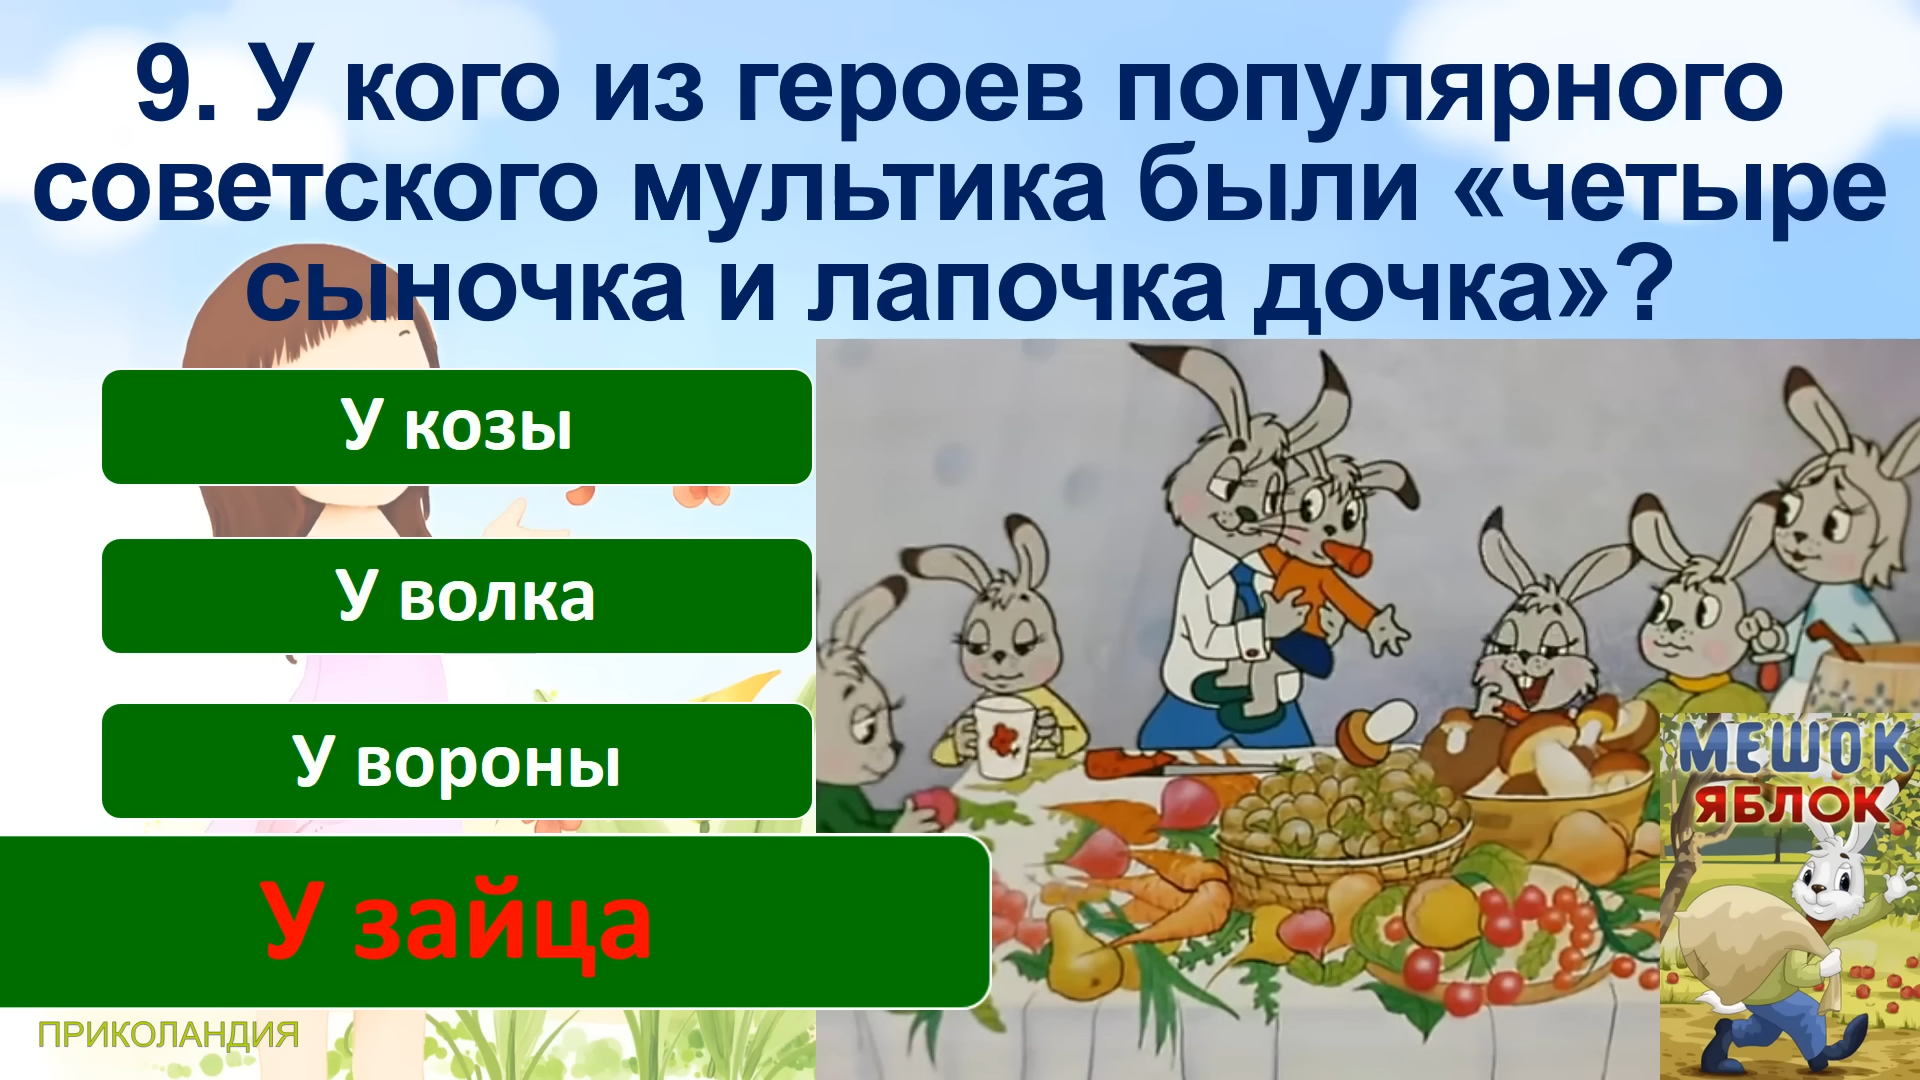 9. У кого из героев популярного
советского мультика были «четыре
сыночка и лапочка дочка»?
У козы
У волка
У вороны
У зайца
МЕШОК
ЯБЛОК
ПРИКОЛАНДИЯ